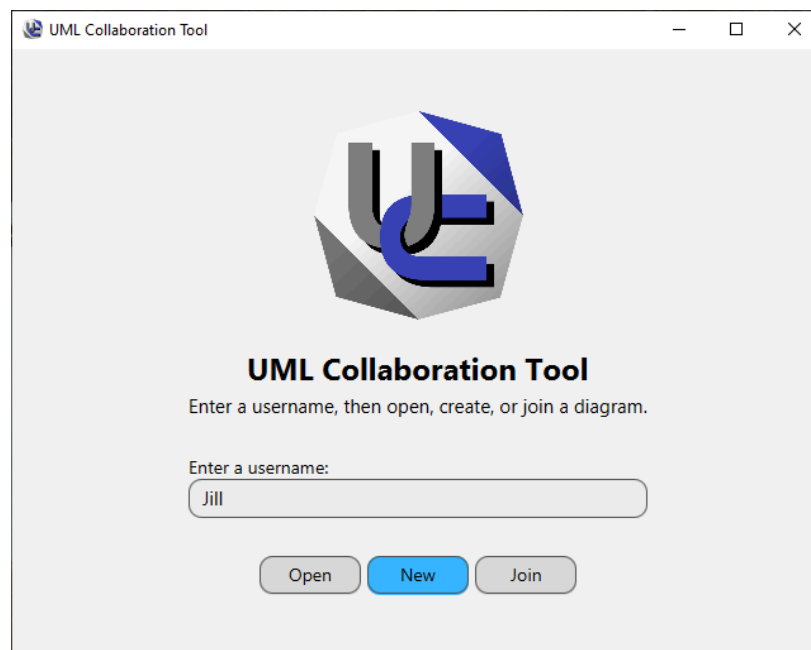 UML Collaboration Tool
UC
UML Collaboration Tool
Enter a username, then open, create, or join a diagram.
Enter a username:
Jill
Open New Join